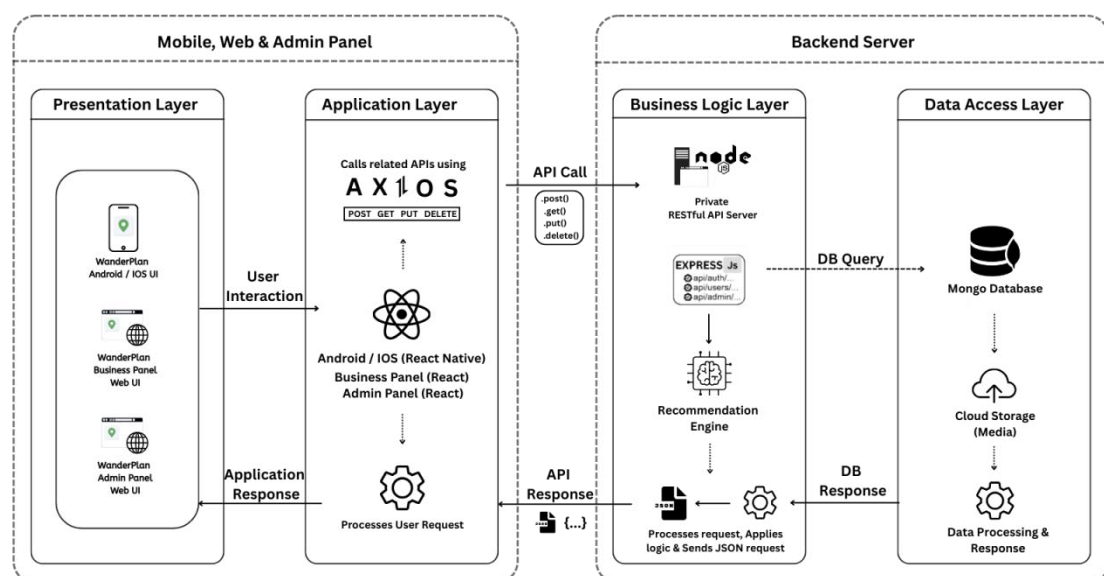 Mobile, Web & Admin Panel
Presentation Layer
WanderPlan
Android / IOS UI
WanderPlan
Business Panel
Web UI
WanderPlan
Admin Panel
Web UI
User
Interaction
Application
Response
Application Layer
Calls related APIs using
AXIOS
POST GET PUT DELETE
Android / IOS (React Native)
Business Panel (React)
Admin Panel (React)
Processes User Request
API Call
.post()
.get()
.put()
.delete()
API
Response
{...}
Backend Server
Business Logic Layer
node
JS
Private
RESTful API Server
EXPRESS Js
api/auth/...
api/users/...
api/admin/...
Recommendation
Engine
JSON
Processes request, Applies
logic & Sends JSON request
DB Query
DB
Response
Data Access Layer
Mongo Database
Cloud Storage
(Media)
Data Processing &
Response